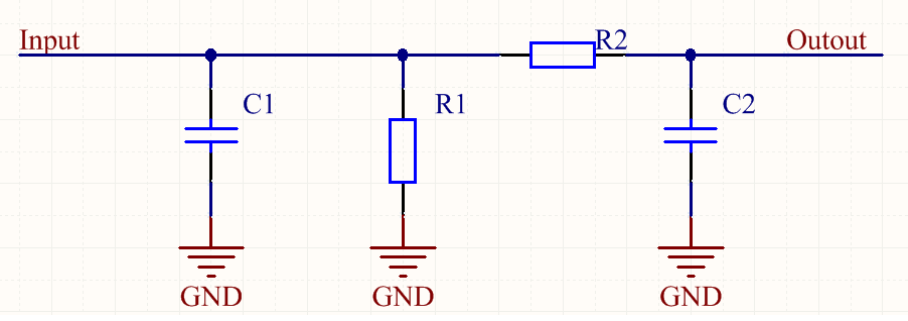 Input
R2
Outout
C1
R1
C2
GND
GND
GND